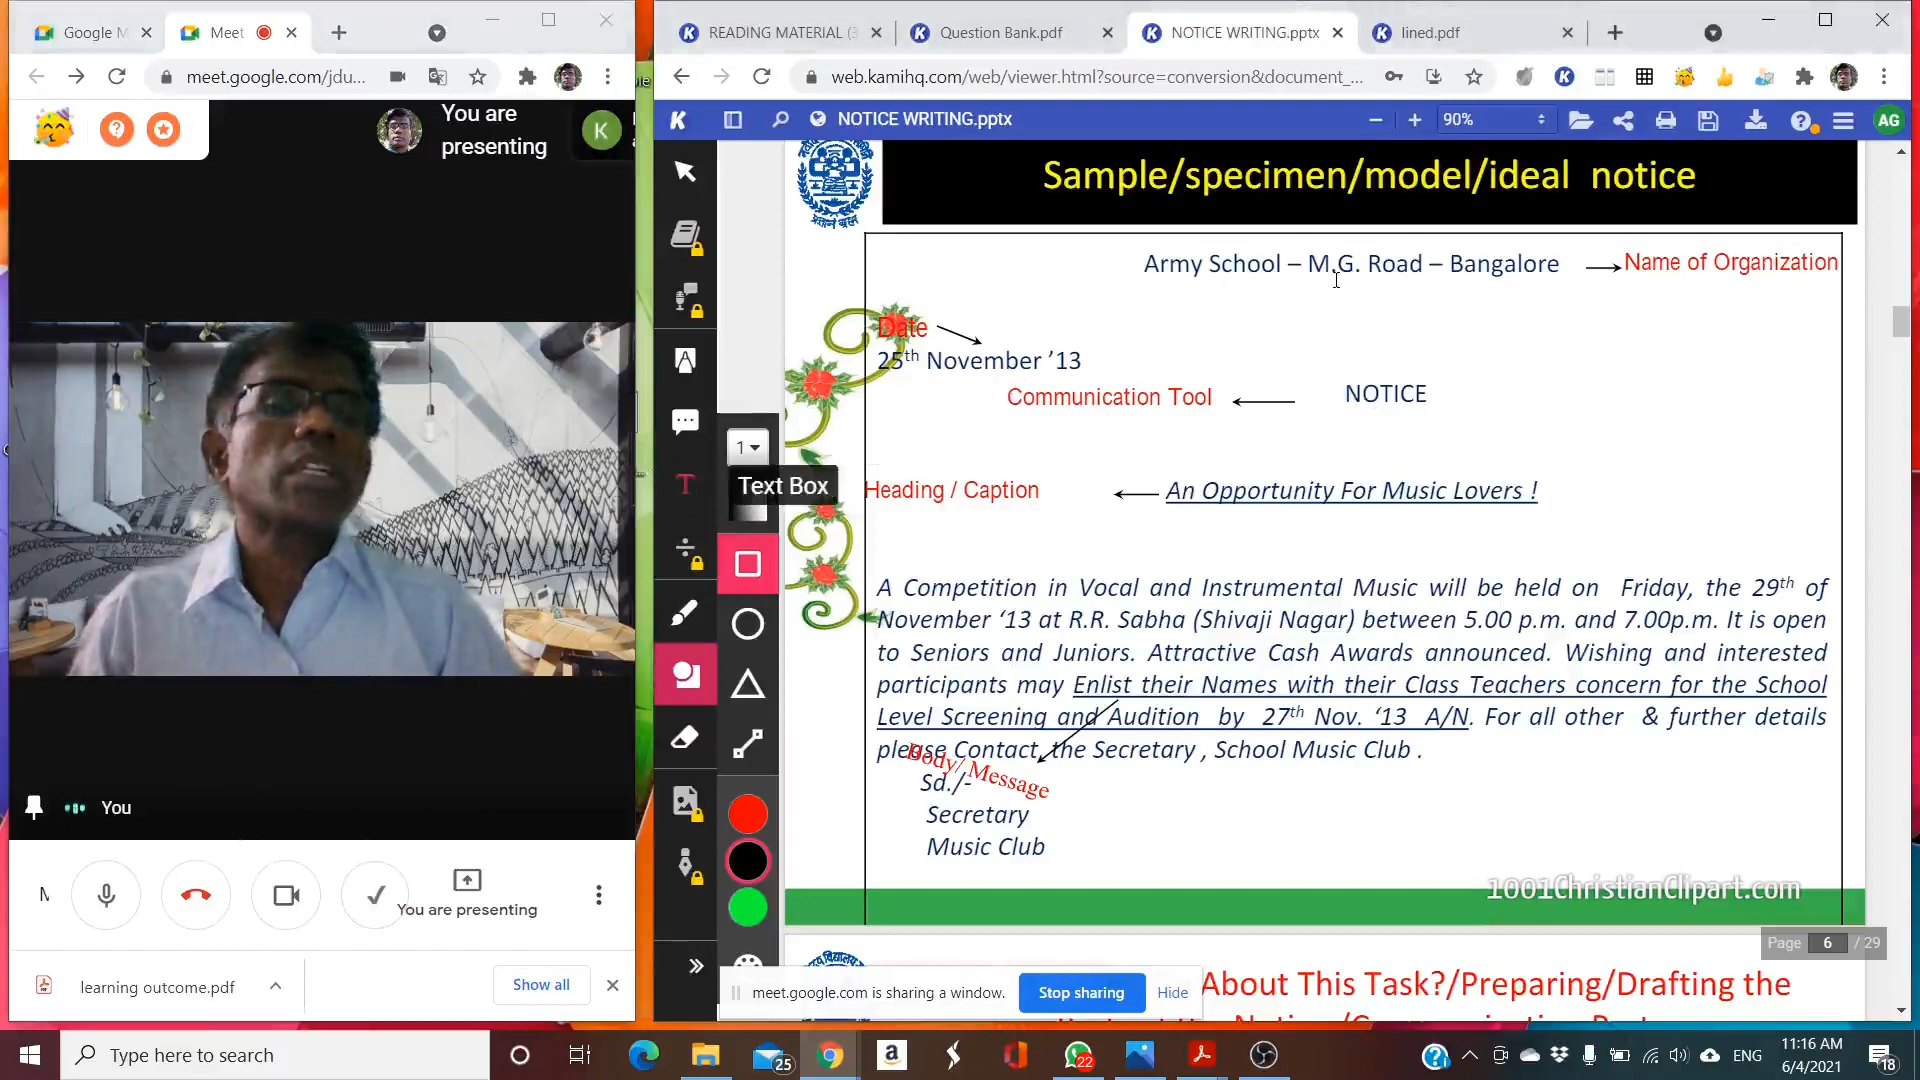 Google M
Meet
meet.google.com/jdu...
You are
presenting
K
You
M
You are presenting
learning outcome.pdf
Show all
READING MATERIAL (3
Question Bank.pdf
NOTICE WRITING.pptx
lined.pdf
web.kamihq.com/web/viewer.html?source=conversion&document_...
NOTICE WRITING.pptx
90%
AG
Sample/specimen/model/ideal notice
Army School – M.G. Road – Bangalore
Name of Organization
Date
25th November ’13
Communication Tool
NOTICE
1
Text Box
Heading / Caption
An Opportunity For Music Lovers !
A Competition in Vocal and Instrumental Music will be held on Friday, the 29th of
November ‘13 at R.R. Sabha (Shivaji Nagar) between 5.00 p.m. and 7.00p.m. It is open
to Seniors and Juniors. Attractive Cash Awards announced. Wishing and interested
participants may Enlist their Names with their Class Teachers concern for the School
Level Screening and Audition by 27th Nov. ‘13 A/N. For all other & further details
please Contact, the Secretary , School Music Club .
Body/ Message
Sd./-
Secretary
Music Club
1001ChristianClipart.com
Page 6 / 29
About This Task?/Preparing/Drafting the
meet.google.com is sharing a window.
Stop sharing
Hide
Type here to search
25
22
ENG
11:16 AM
6/4/2021
18